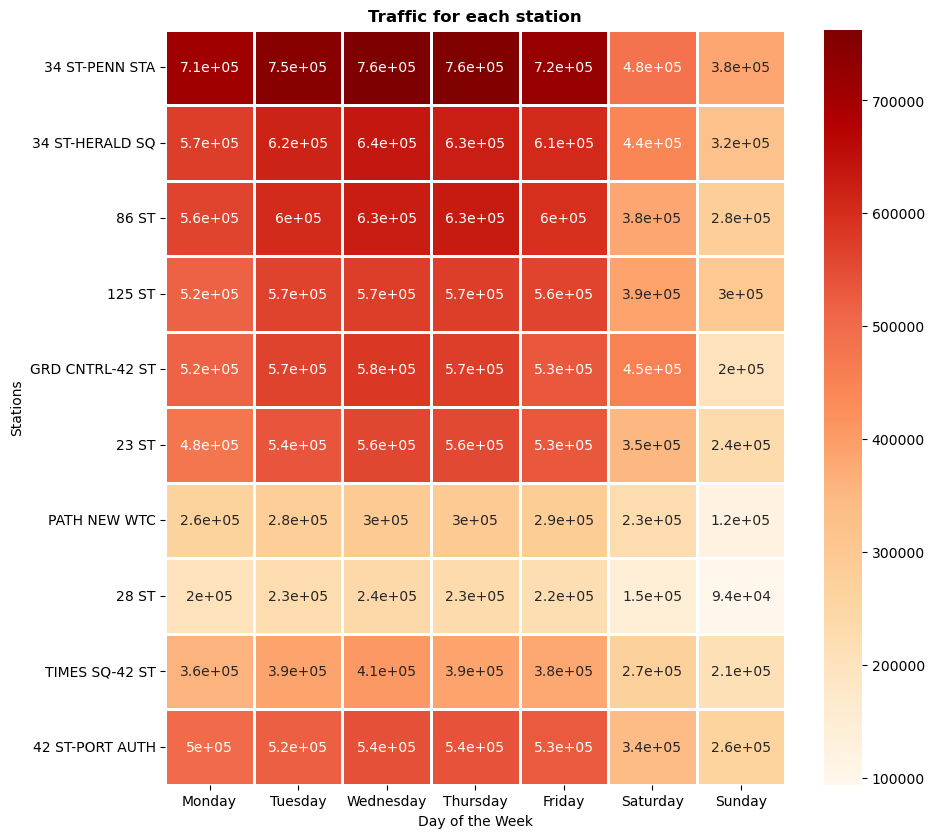 Traffic for each station
34 ST-PENN STA 7.1e+05 7.5e+05 7.6e+05 7.6e+05 7.2e+05 4.8e+05 3.8e+05
34 ST-HERALD SQ 5.7e+05 6.2e+05 6.4e+05 6.3e+05 6.1e+05 4.4e+05 3.2e+05
86 ST 5.6e+05 6e+05 6.3e+05 6.3e+05 6e+05 3.8e+05 2.8e+05
125 ST 5.2e+05 5.7e+05 5.7e+05 5.7e+05 5.6e+05 3.9e+05 3e+05
GRD CNTRL-42 ST 5.2e+05 5.7e+05 5.8e+05 5.7e+05 5.3e+05 4.5e+05 2e+05
23 ST 4.8e+05 5.4e+05 5.6e+05 5.6e+05 5.3e+05 3.5e+05 2.4e+05
PATH NEW WTC 2.6e+05 2.8e+05 3e+05 3e+05 2.9e+05 2.3e+05 1.2e+05
28 ST 2e+05 2.3e+05 2.4e+05 2.3e+05 2.2e+05 1.5e+05 9.4e+04
TIMES SQ-42 ST 3.6e+05 3.9e+05 4.1e+05 3.9e+05 3.8e+05 2.7e+05 2.1e+05
42 ST-PORT AUTH 5e+05 5.2e+05 5.4e+05 5.4e+05 5.3e+05 3.4e+05 2.6e+05
Monday Tuesday Wednesday Thursday Friday Saturday Sunday
Day of the Week
Stations
700000
600000
500000
400000
300000
200000
100000